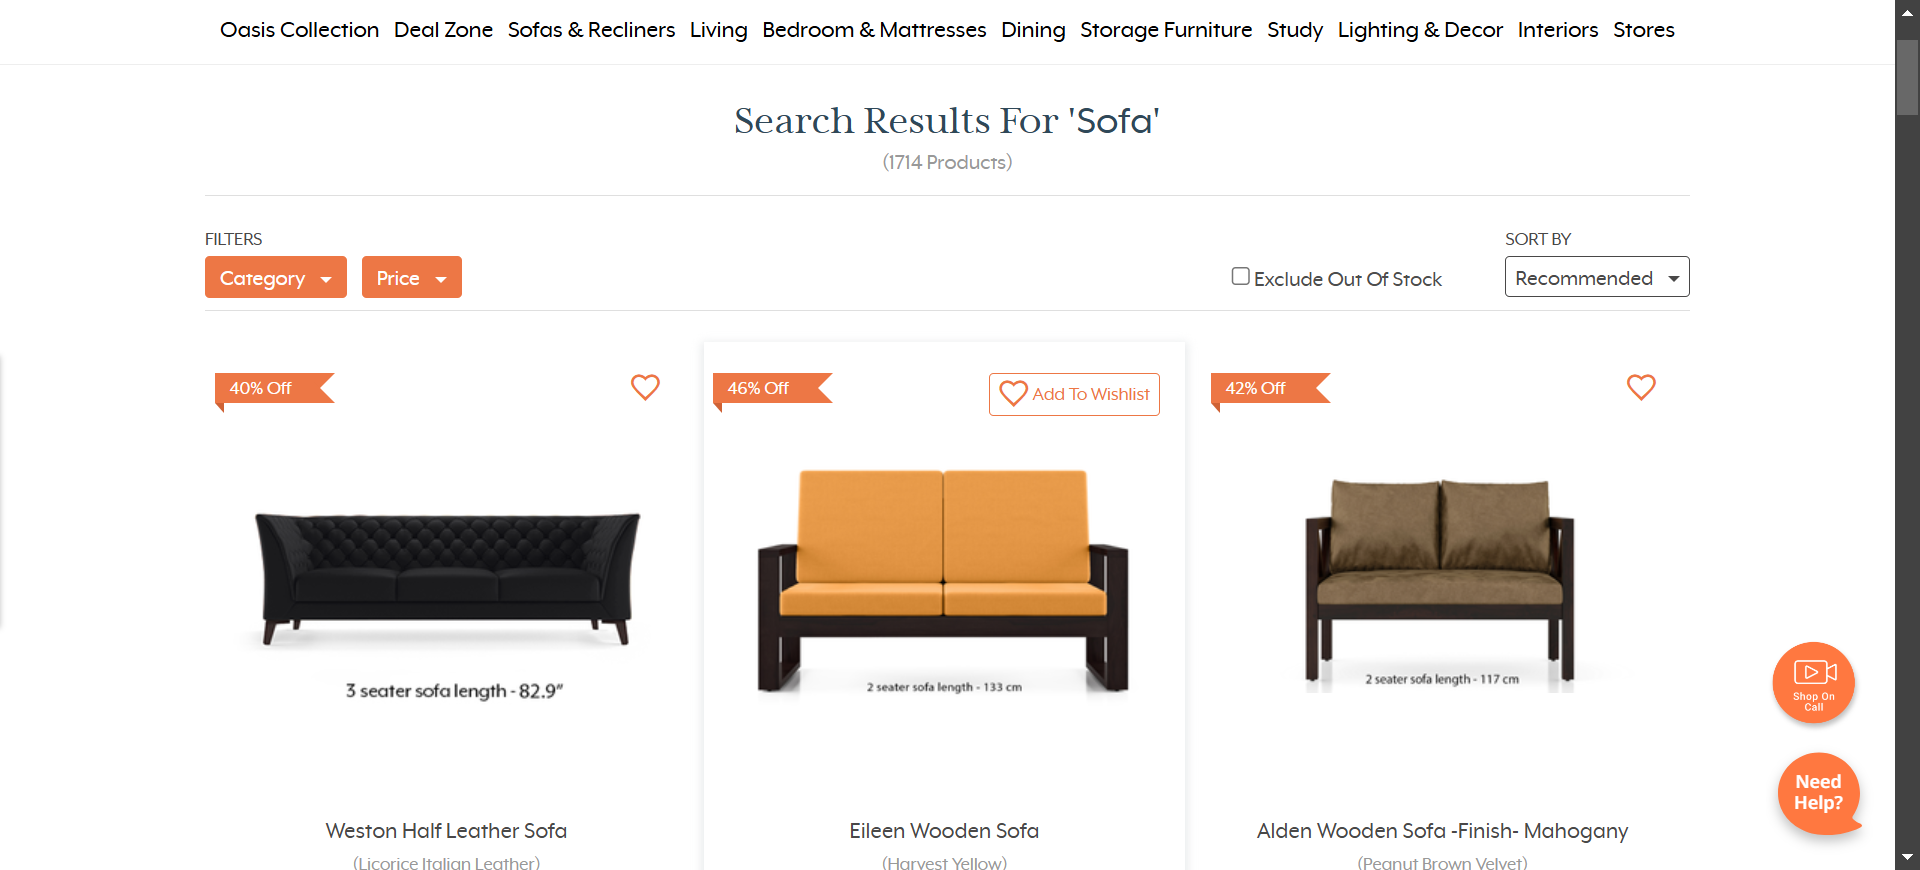 Oasis Collection Deal Zone Sofas & Recliners Living Bedroom & Mattresses Dining Storage Furniture Study Lighting & Decor Interiors Stores
Search Results For 'Sofa'
(1714 Products)
FILTERS
SORT BY
Category Price
Exclude Out Of Stock
Recommended
40% Off
46% Off
Add To Wishlist
42% Off
3 seater sofa length - 82.9"
2 seater sofa length - 133 cm
2 seater sofa length - 117 cm
Shop On
Call
Need
Help?
Weston Half Leather Sofa
(Licorice Italian Leather)
Eileen Wooden Sofa
(Harvest Yellow)
Alden Wooden Sofa -Finish- Mahogany
(Peanut Brown Velvet)